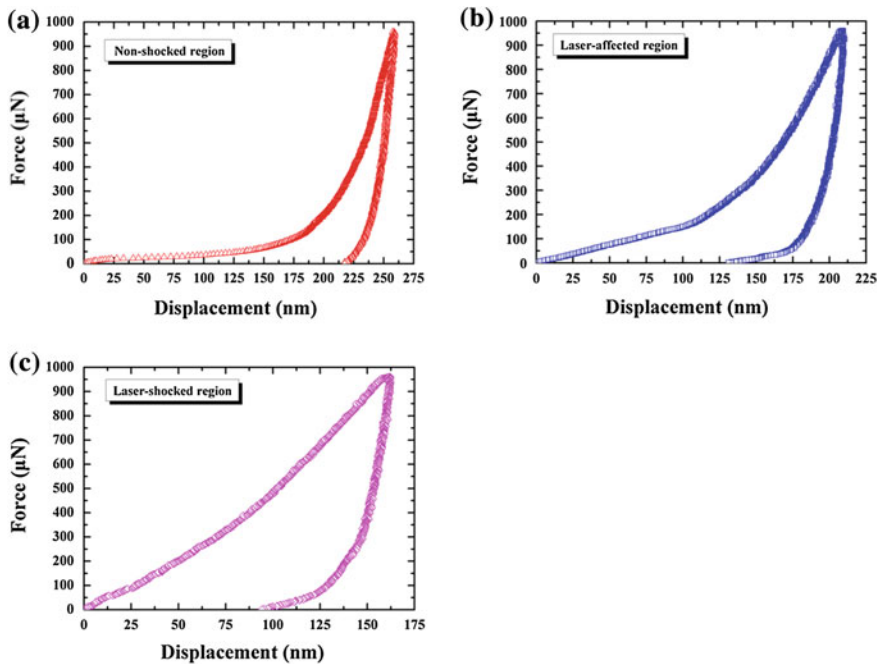 (a)
Non-shocked region
1000
900
800
700
600
500
400
300
200
100
0
Force (μN)
0 25 50 75 100 125 150 175 200 225 250 275
Displacement (nm)
(b)
Laser-affected region
1000
900
800
700
600
500
400
300
200
100
0
Force (μN)
0 25 50 75 100 125 150 175 200 225
Displacement (nm)
(c)
Laser-shocked region
1000
900
800
700
600
500
400
300
200
100
0
Force (μN)
0 25 50 75 100 125 150 175
Displacement (nm)